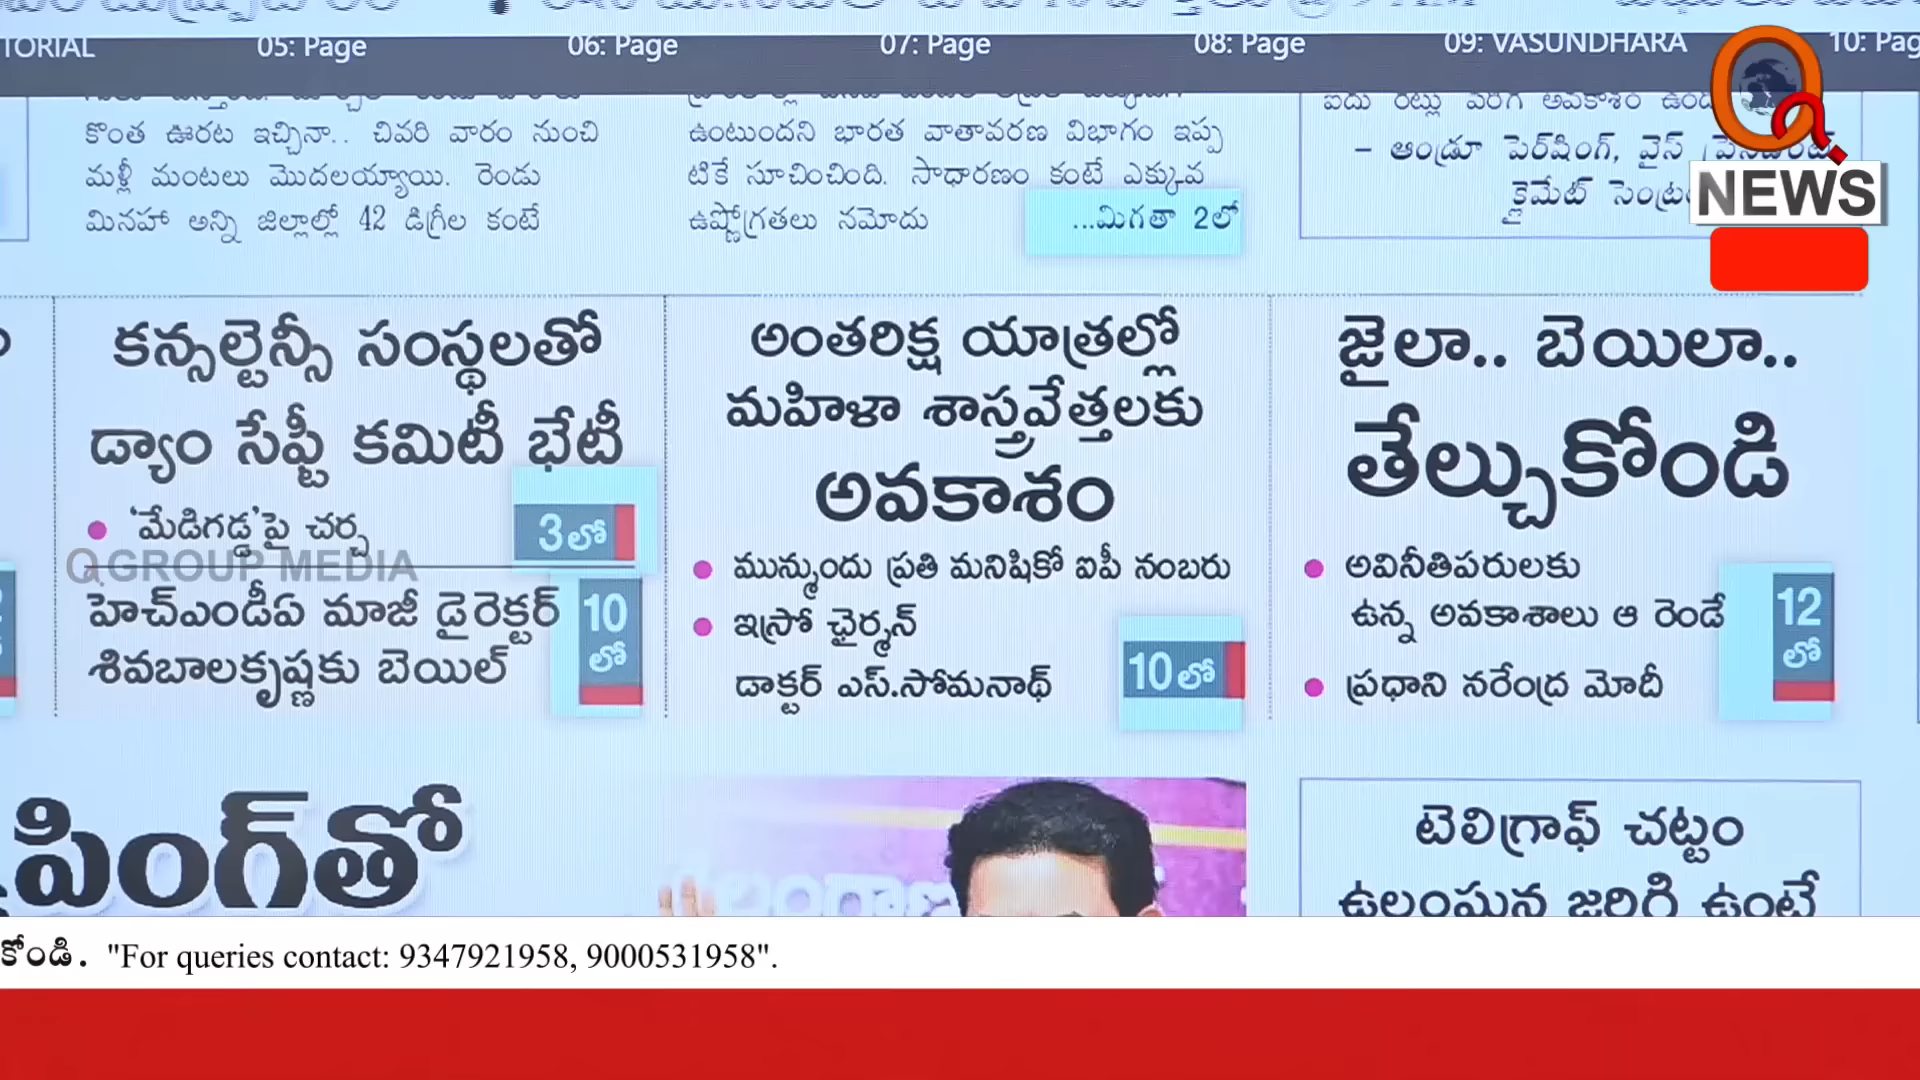 TORIAL 05: Page 06: Page 07: Page 08: Page 09: VASUNDHARA 10: Pag
కొంత ఊరట ఇచ్చినా.. చివరి వారం నుంచి
మళ్లీ మంటలు మొదలయ్యాయి. రెండు
మినహా అన్ని జిల్లాల్లో 42 డిగ్రీల కంటే
ఉంటుందని భారత వాతావరణ విభాగం ఇప్ప
టికే సూచించింది. సాధారణం కంటే ఎక్కువ
ఉష్ణోగ్రతలు నమోదు
...మిగతా 2లో
ఐదు రెట్లు పెరిగే అవకాశం
– ఆండ్రూ పెర్‌షింగ్, వైస్
క్లైమేట్
Q
NEWS
కన్సల్టెన్సీ సంస్థలతో
డ్యాం సేఫ్టీ కమిటీ భేటీ
'మేడిగడ్డ'పై చర్చ
3లో
Q GROUP MEDIA
హెచ్ఎండీఏ మాజీ డైరెక్టర్
శివబాలకృష్ణకు బెయిల్
10
లో
అంతరిక్ష యాత్రల్లో
మహిళా శాస్త్రవేత్తలకు
అవకాశం
మున్ముందు ప్రతి మనిషికో ఐపీ నంబరు
ఇస్రో ఛైర్మన్
డాక్టర్ ఎస్.సోమనాథ్
10లో
జైలా.. బెయిలా..
తేల్చుకోండి
అవినీతిపరులకు
ఉన్న అవకాశాలు ఆ రెండే
ప్రధాని నరేంద్ర మోదీ
12
లో
పింగ్‌తో
టెలిగ్రాఫ్ చట్టం
ఉల్లంఘన జరిగి ఉంటే
కోండి. "For queries contact: 9347921958, 9000531958".